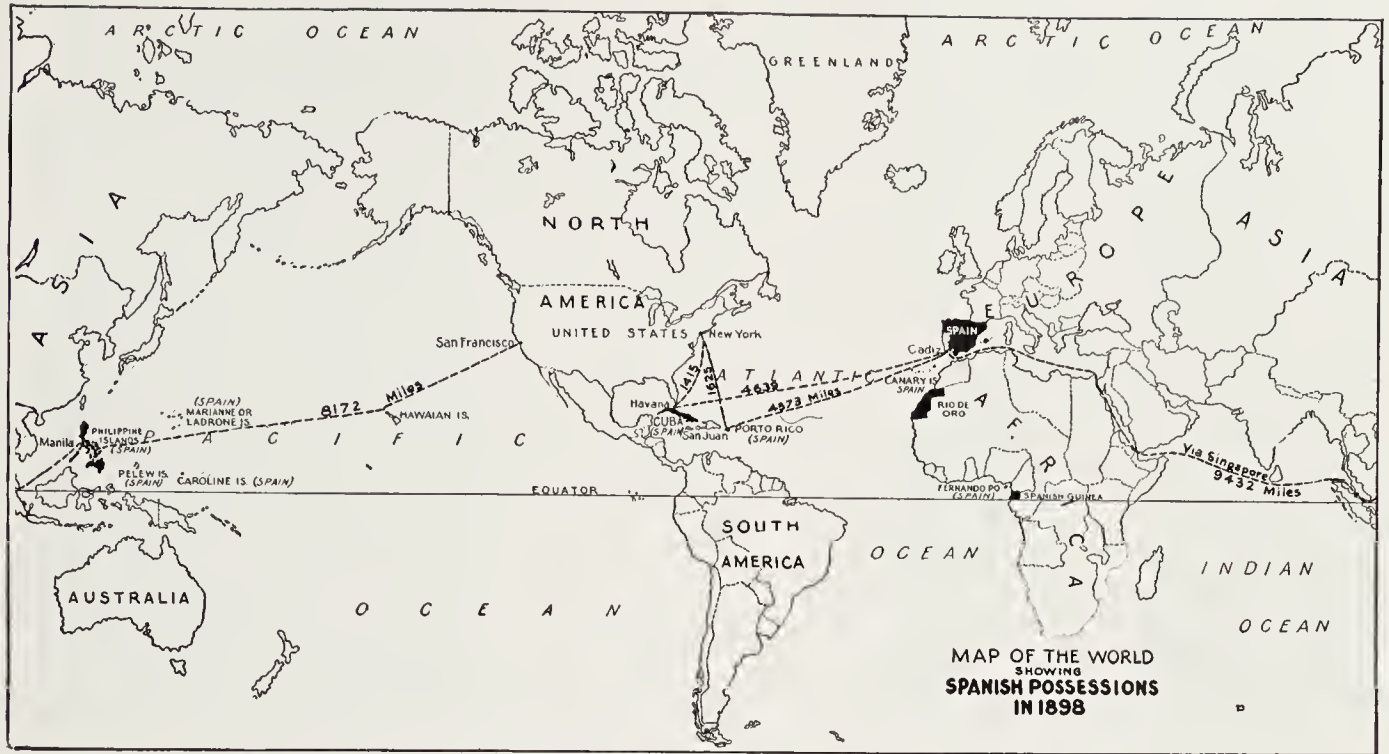 ARCTIC OCEAN
ARCTIC OCEAN
GREENLAND
ASIA
NORTH
AMERICA
UNITED STATES
New York
San Francisco
EUROPE
ASIA
SPAIN
Cadiz
ATLANTIC
1415
1625
4639
4873 Miles
CANARY IS.
SPAIN
RIO DE
ORO
AFRICA
Havana
CUBA
(SPAIN)
San Juan
PORTO RICO
(SPAIN)
8172 Miles
HAWAIAN IS.
(SPAIN)
MARIANNE OR
LADRONE IS.
PHILIPPINE
ISLANDS
(SPAIN)
Manila
PACIFIC
PELEW IS.
(SPAIN)
CAROLINE IS. (SPAIN)
EQUATOR
FERNANDO PO
(SPAIN)
SPANISH GUINEA
Via Singapore
9432 Miles
SOUTH
AMERICA
OCEAN
INDIAN
OCEAN
AUSTRALIA
OCEAN
MAP OF THE WORLD
SHOWING
SPANISH POSSESSIONS
IN 1898